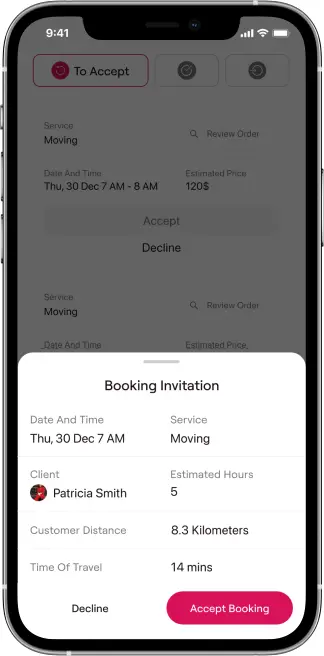 9:41
To Accept
Service
Moving
Review Order
Date And Time
Estimated Price
Thu, 30 Dec 7 AM - 8 AM
120$
Accept
Decline
Service
Moving
Review Order
Date And Time
Estimated Price
Booking Invitation
Date And Time
Service
Thu, 30 Dec 7 AM
Moving
Client
Estimated Hours
Patricia Smith
5
Customer Distance
8.3 Kilometers
Time Of Travel
14 mins
Decline
Accept Booking